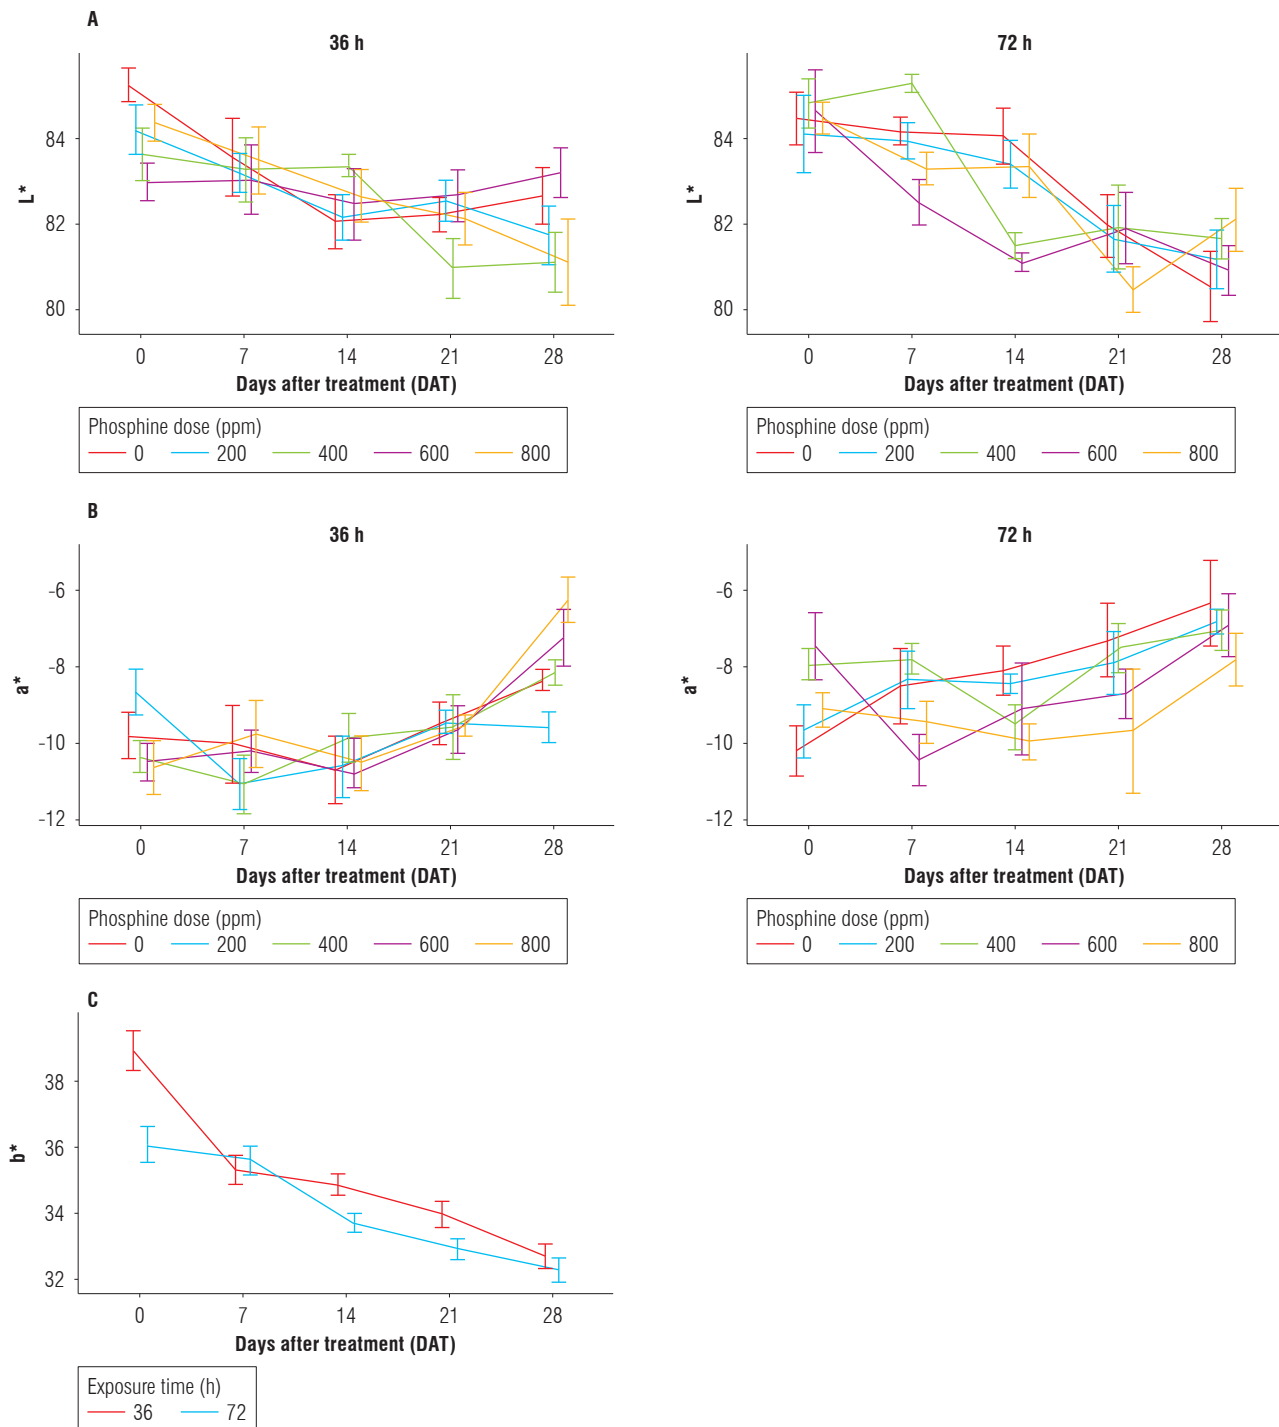 A
36 h
72 h
L*
84
82
80
0 7 14 21 28
Days after treatment (DAT)
L*
84
82
80
0 7 14 21 28
Days after treatment (DAT)
Phosphine dose (ppm)
0 200 400 600 800
Phosphine dose (ppm)
0 200 400 600 800
B
36 h
72 h
a*
-6
-8
-10
-12
0 7 14 21 28
Days after treatment (DAT)
a*
-6
-8
-10
-12
0 7 14 21 28
Days after treatment (DAT)
Phosphine dose (ppm)
0 200 400 600 800
Phosphine dose (ppm)
0 200 400 600 800
C
b*
38
36
34
32
0 7 14 21 28
Days after treatment (DAT)
Exposure time (h)
36 72